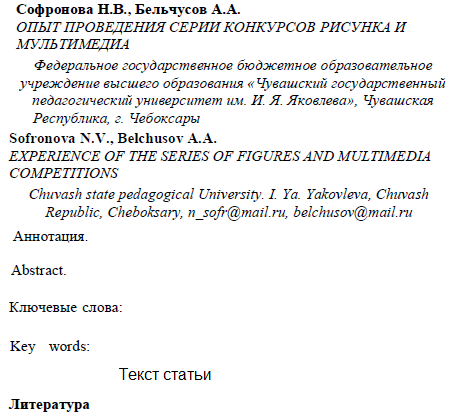 Софронова Н.В., Бельчусов А.А.
ОПЫТ ПРОВЕДЕНИЯ СЕРИИ КОНКУРСОВ РИСУНКА И
МУЛЬТИМЕДИА
Федеральное государственное бюджетное образовательное
учреждение высшего образования «Чувашский государственный
педагогический университет им. И. Я. Яковлева», Чувашская
Республика, г. Чебоксары
Sofronova N.V., Belchusov A.A.
EXPERIENCE OF THE SERIES OF FIGURES AND MULTIMEDIA
COMPETITIONS
Chuvash state pedagogical University. I. Ya. Yakovleva, Chuvash
Republic, Cheboksary, n_sofr@mail.ru, belchusov@mail.ru
Аннотация.
Abstract.
Ключевые слова:
Key words:
Текст статьи
Литература